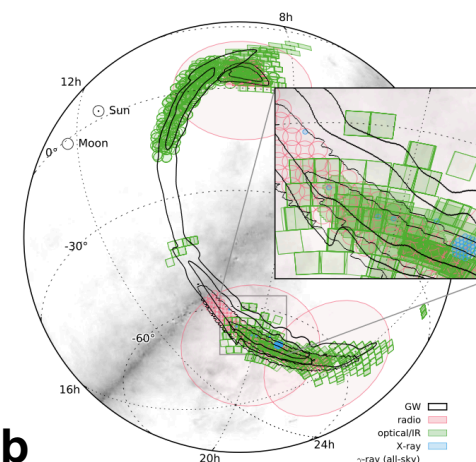 8h
12h
Sun
Moon
0°
-30°
-60°
16h
20h
24h
GW
radio
optical/IR
X-ray
γ-ray (all-sky)
b